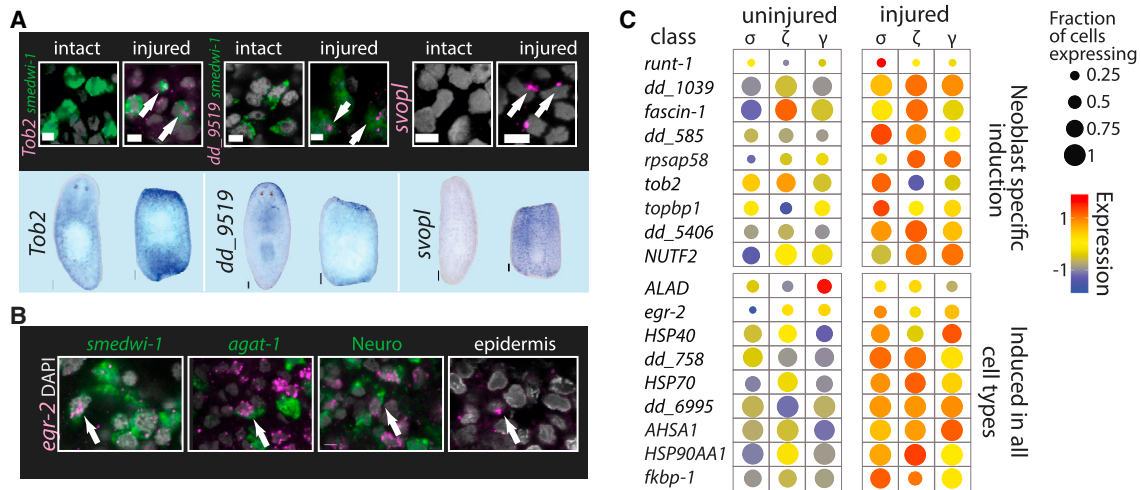 A
intact injured intact injured intact injured
Tob2 smedwi-1
dd_9519 smedwi-1
svopl
Tob2
dd_9519
svopl
B
smedwi-1 agat-1 Neuro epidermis
egr-2 DAPI
C
uninjured injured
class σ ζ γ σ ζ γ
runt-1
dd_1039
fascin-1
dd_585
rpsap58
tob2
topbp1
dd_5406
NUTF2
Neoblast specific
induction
ALAD
egr-2
HSP40
dd_758
HSP70
dd_6995
AHSA1
HSP90AA1
fkbp-1
Induced in all
cell types
Fraction
of cells
expressing
0.25
0.5
0.75
1
Expression
1
-1